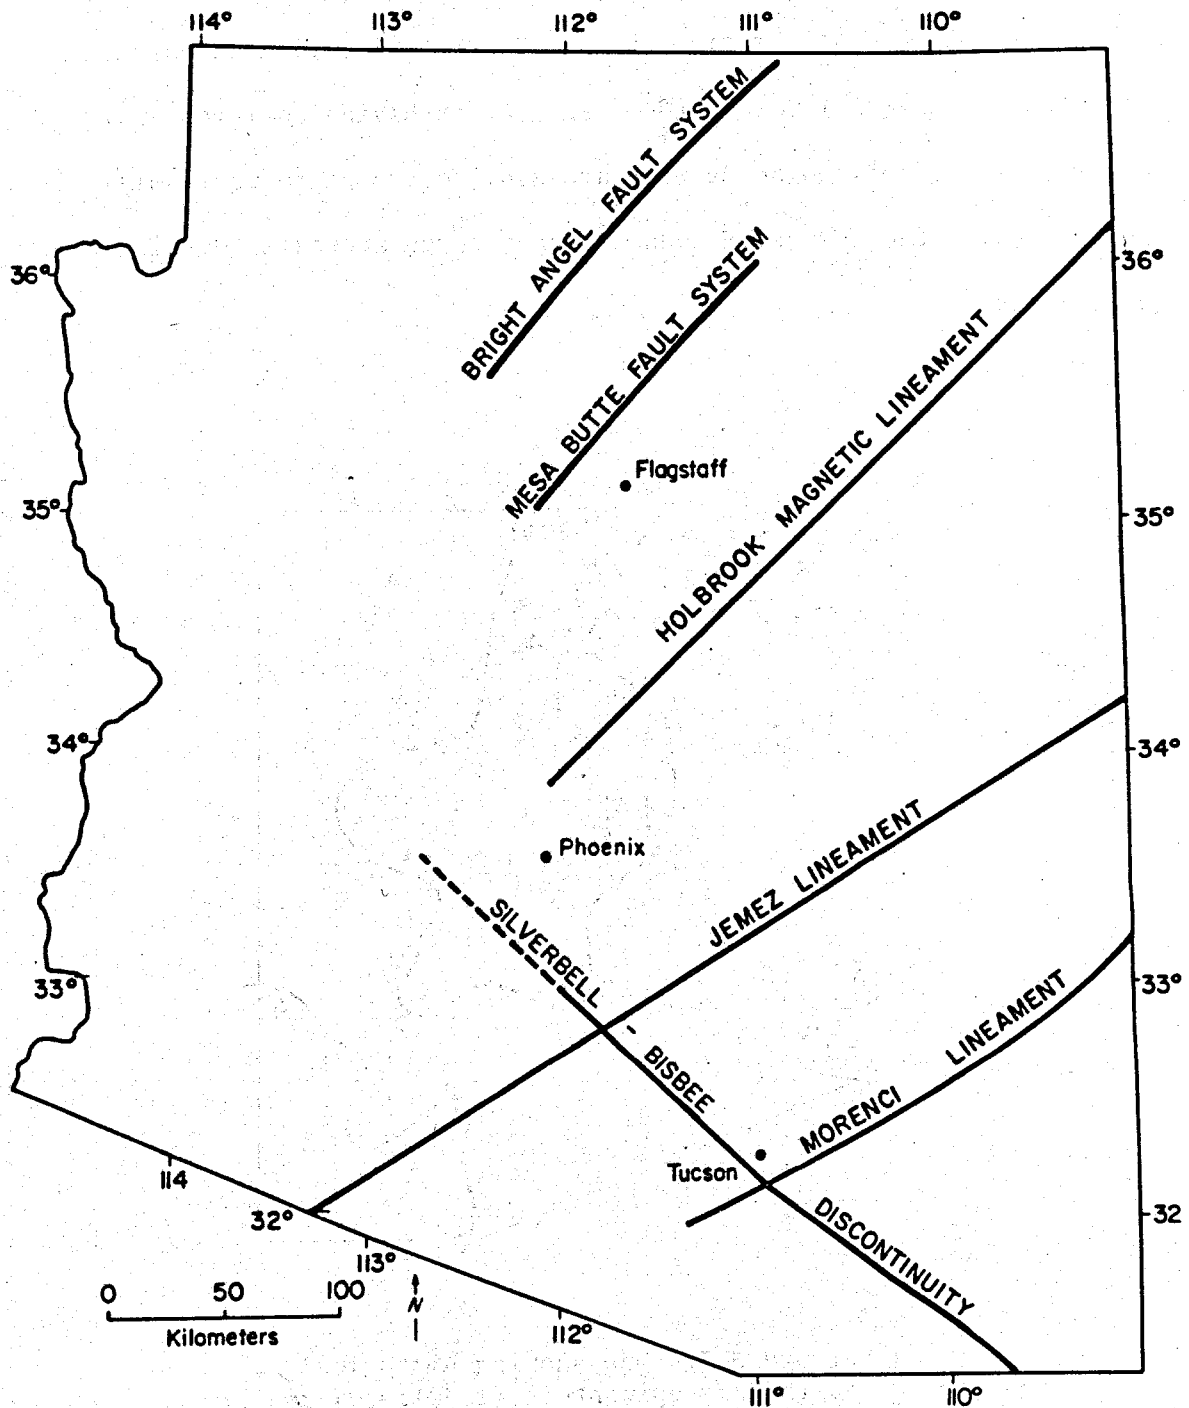 114° 113° 112° 111° 110°
BRIGHT ANGEL FAULT SYSTEM
MESA BUTTE FAULT SYSTEM
36° 36°
HOLBROOK MAGNETIC LINEAMENT
Flagstaff
35° 35°
34° 34°
Phoenix
JEMEZ LINEAMENT
SILVERBELL - BISBEE DISCONTINUITY
33° 33°
MORENCI LINEAMENT
Tucson
114
32° 32
113°
0 50 100
Kilometers
N
112°
111° 110°